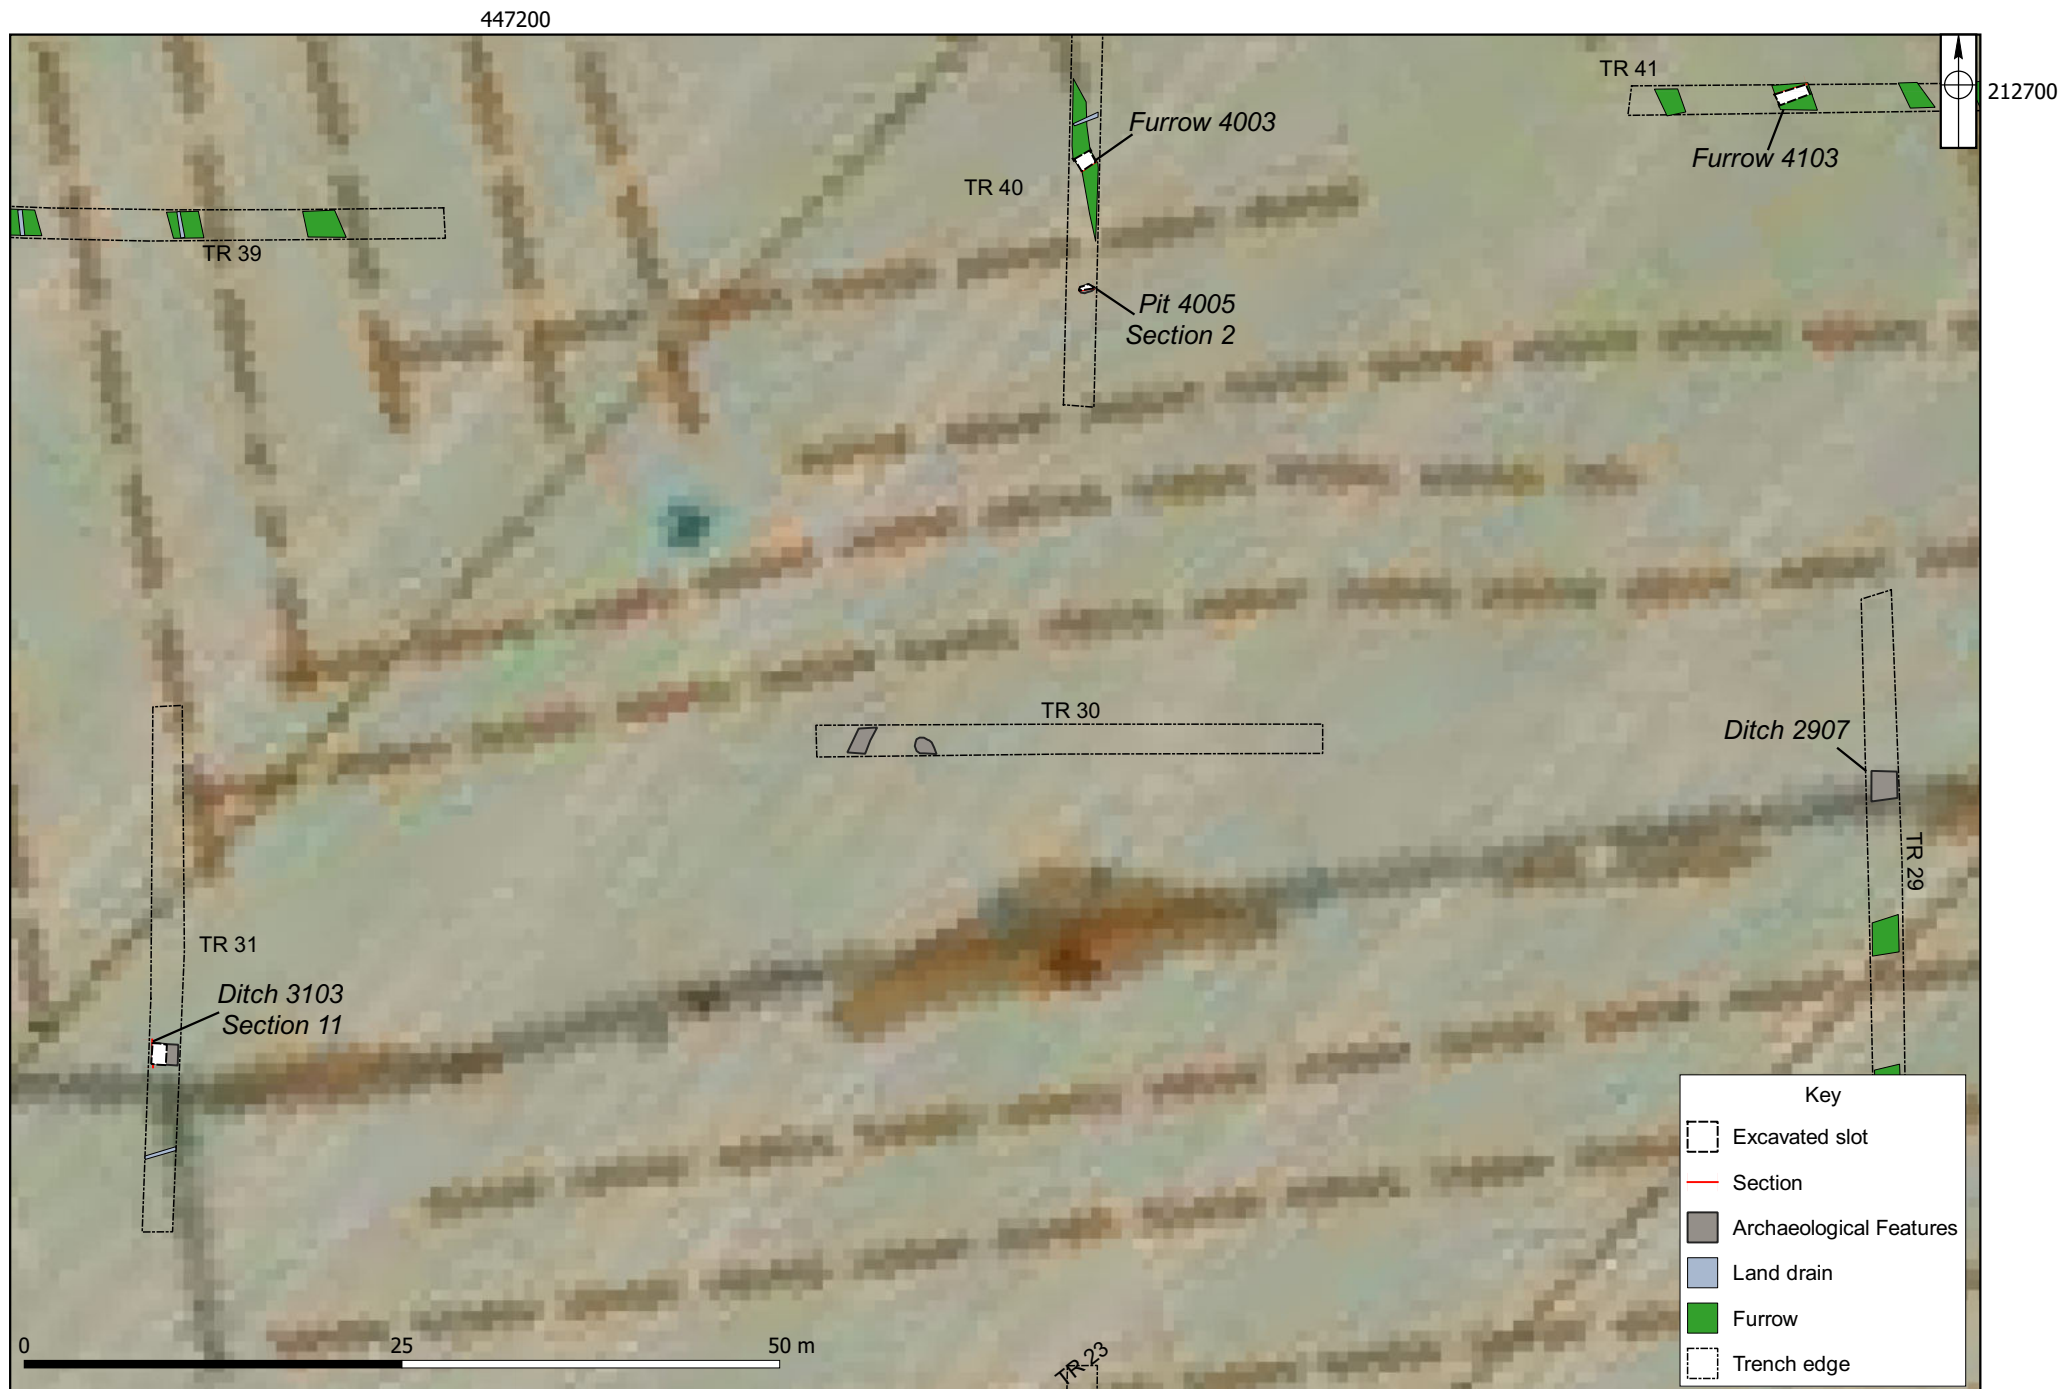 447200
212700
TR 41
Furrow 4103
Furrow 4003
TR 40
TR 39
Pit 4005
Section 2
TR 30
Ditch 2907
TR 29
TR 31
Ditch 3103
Section 11
Key
Excavated slot
Section
Archaeological Features
Land drain
Furrow
Trench edge
0 25 50 m
TR 23